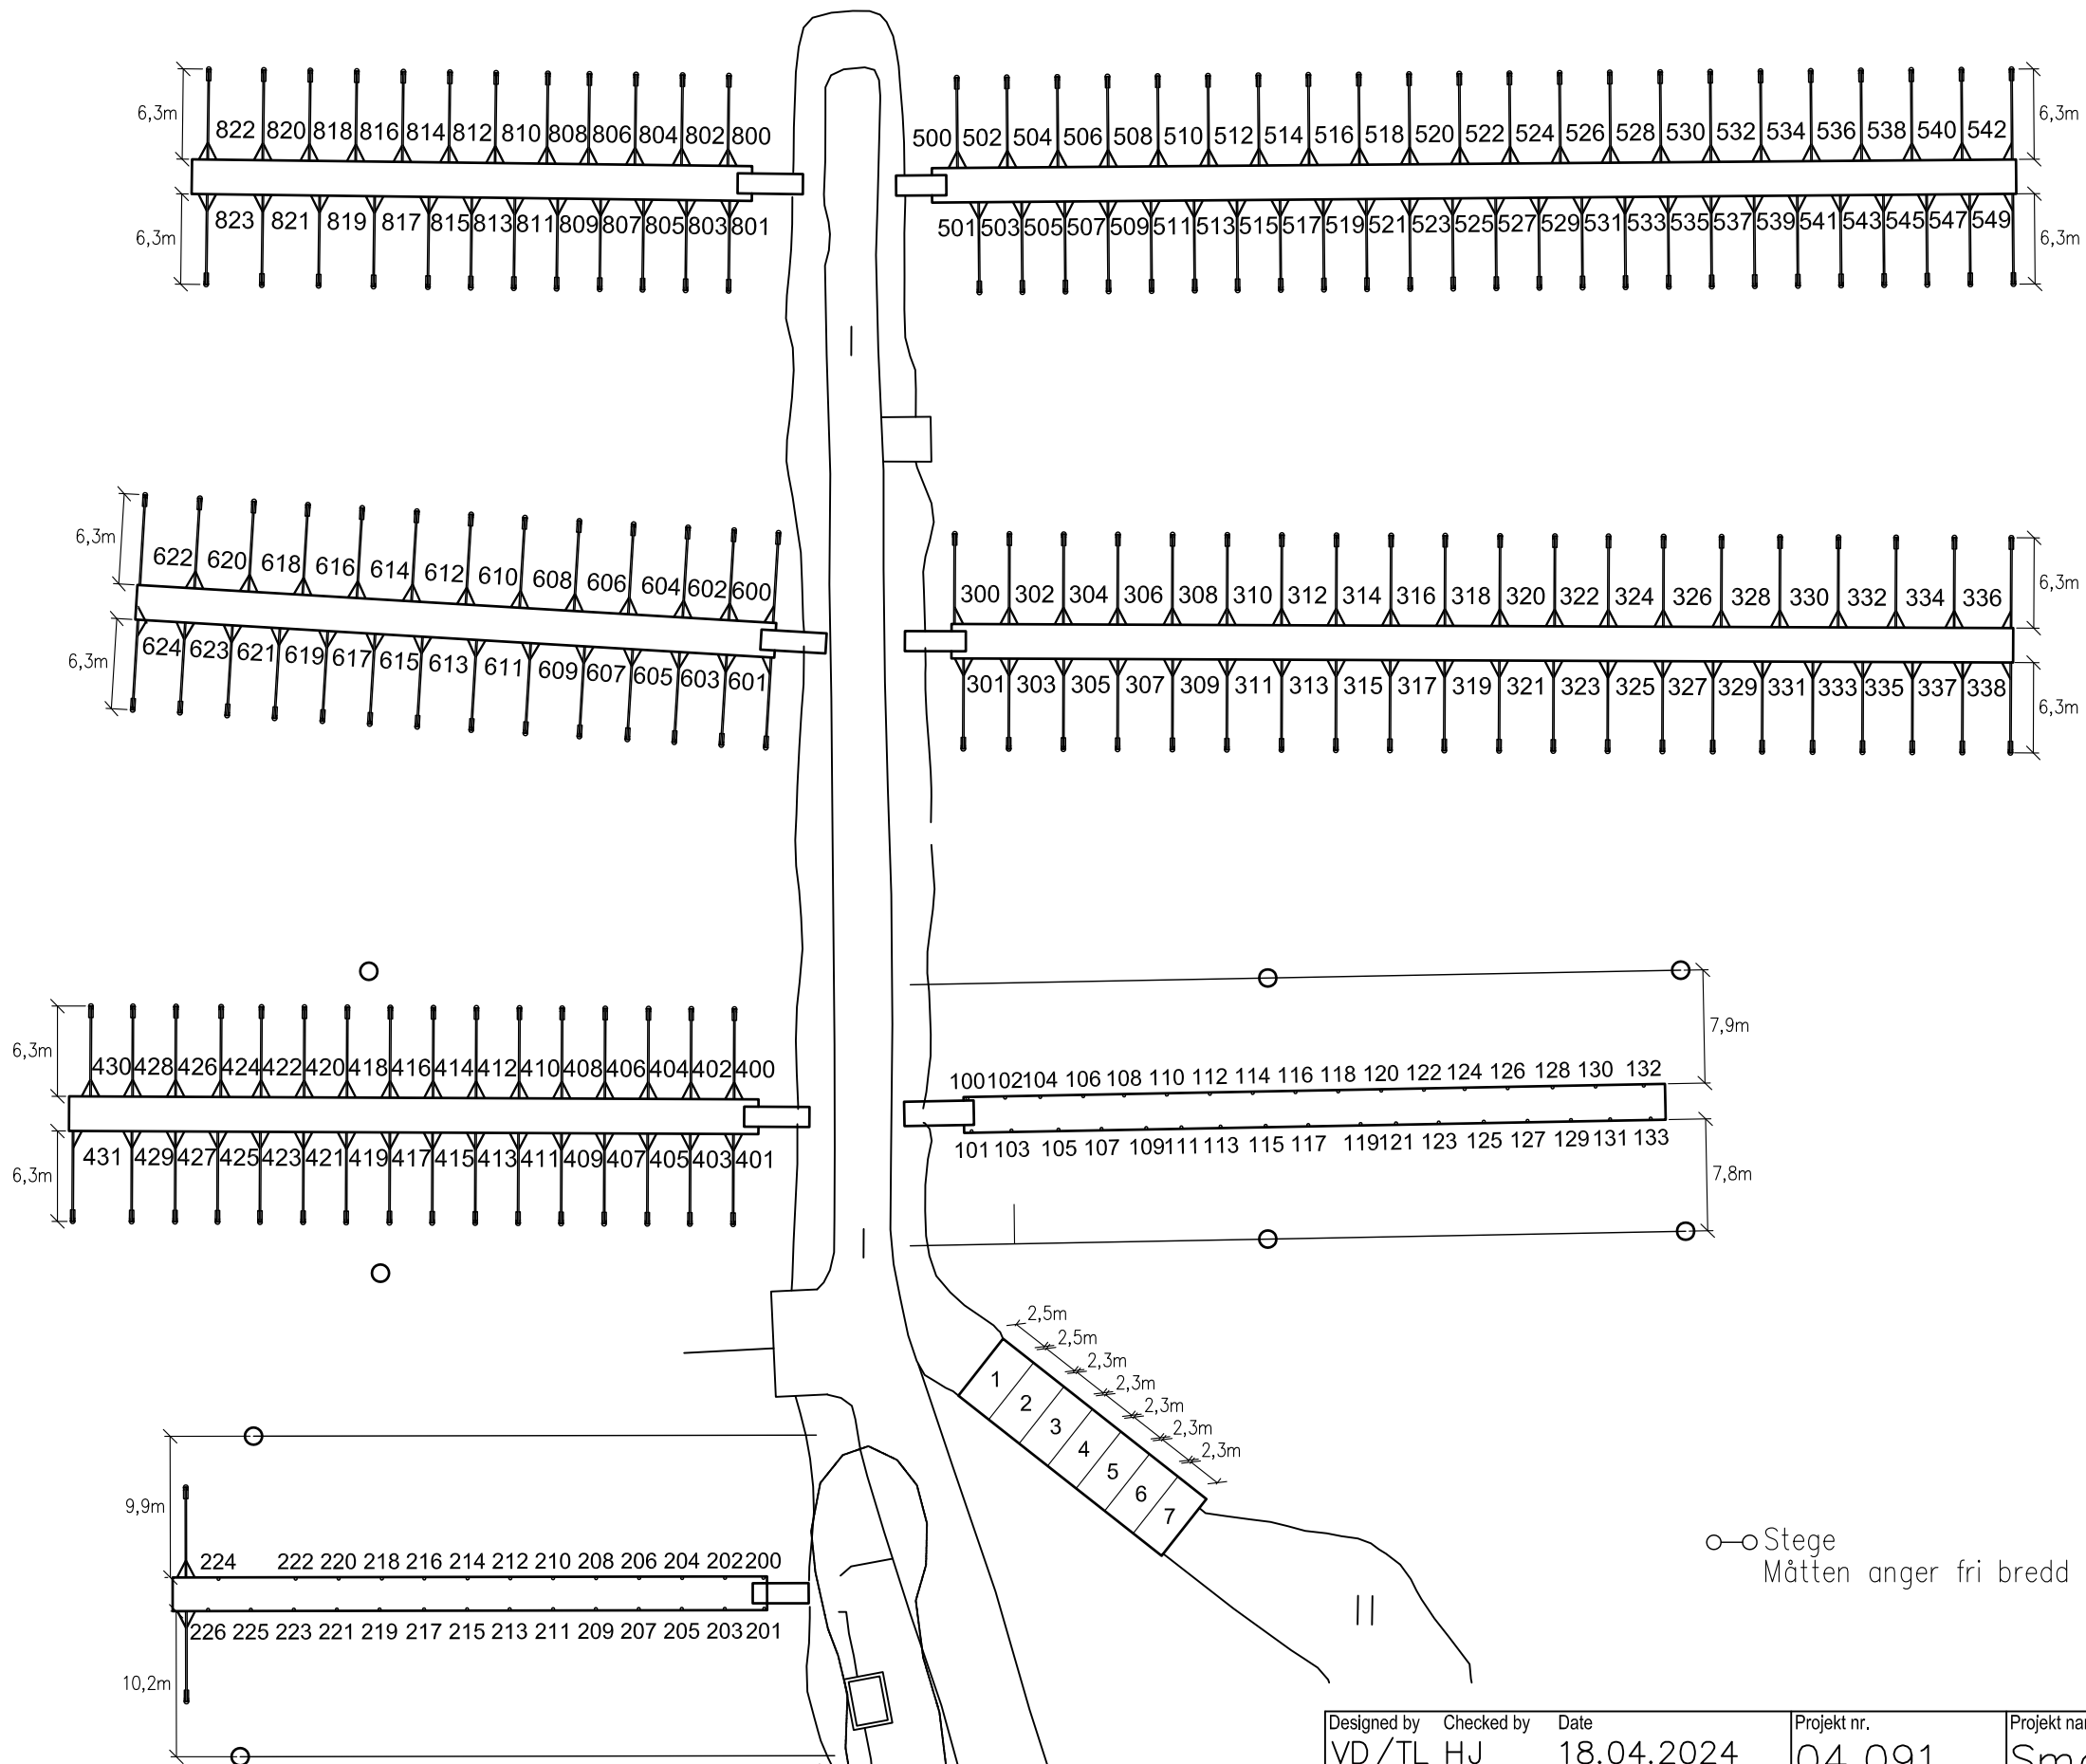 6,3m 822 820 818 816 814 812 810 808 806 804 802 800
500 502 504 506 508 510 512 514 516 518 520 522 524 526 528 530 532 534 536 538 540 542 6,3m
6,3m 823 821 819 817 815 813 811 809 807 805 803 801
501 503 505 507 509 511 513 515 517 519 521 523 525 527 529 531 533 535 537 539 541 543 545 547 549 6,3m
6,3m 622 620 618 616 614 612 610 608 606 604 602 600
300 302 304 306 308 310 312 314 316 318 320 322 324 326 328 330 332 334 336 6,3m
6,3m 624 623 621 619 617 615 613 611 609 607 605 603 601
301 303 305 307 309 311 313 315 317 319 321 323 325 327 329 331 333 335 337 338 6,3m
6,3m 430 428 426 424 422 420 418 416 414 412 410 408 406 404 402 400
7,9m
100 102 104 106 108 110 112 114 116 118 120 122 124 126 128 130 132
6,3m 431 429 427 425 423 421 419 417 415 413 411 409 407 405 403 401
101 103 105 107 109 111 113 115 117 119 121 123 125 127 129 131 133
7,8m
2,5m
2,5m
2,3m
2,3m
2,3m
2,3m
2,3m
1
2
3
4
5
6
7
9,9m
224 222 220 218 216 214 212 210 208 206 204 202 200
226 225 223 221 219 217 215 213 211 209 207 205 203 201
10,2m
Stege
Måtten anger fri bredd
Designed by Checked by Date Projekt nr.
VD/TL HJ 18.04.2024 04.091